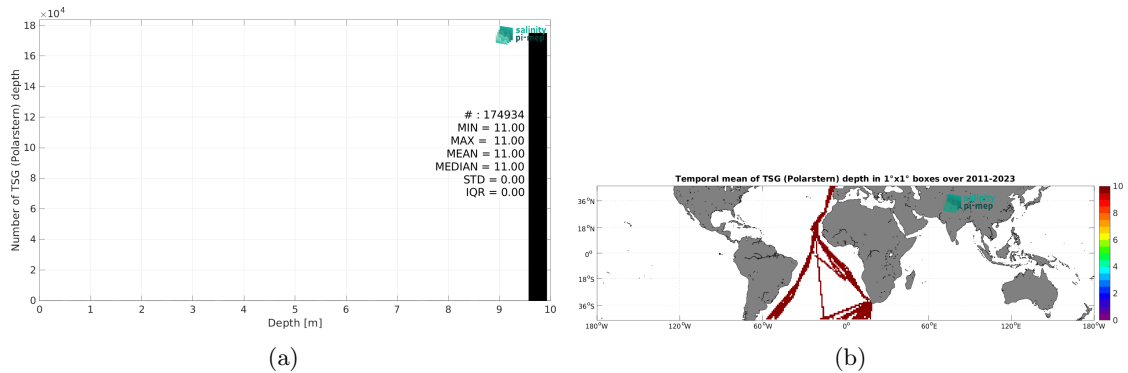 ×10⁴
18
16
14
12
10
8
6
4
2
0
Number of TSG (Polarstern) depth
salinity
pi-mep
# : 174934
MIN = 11.00
MAX = 11.00
MEAN = 11.00
MEDIAN = 11.00
STD = 0.00
IQR = 0.00
0 1 2 3 4 5 6 7 8 9 10
Depth [m]
(a)
Temporal mean of TSG (Polarstern) depth in 1°x1° boxes over 2011-2023
salinity
pi-mep
36°N
18°N
0°
18°S
36°S
180°W 120°W 60°W 0° 60°E 120°E 180°W
10
8
6
4
2
0
(b)